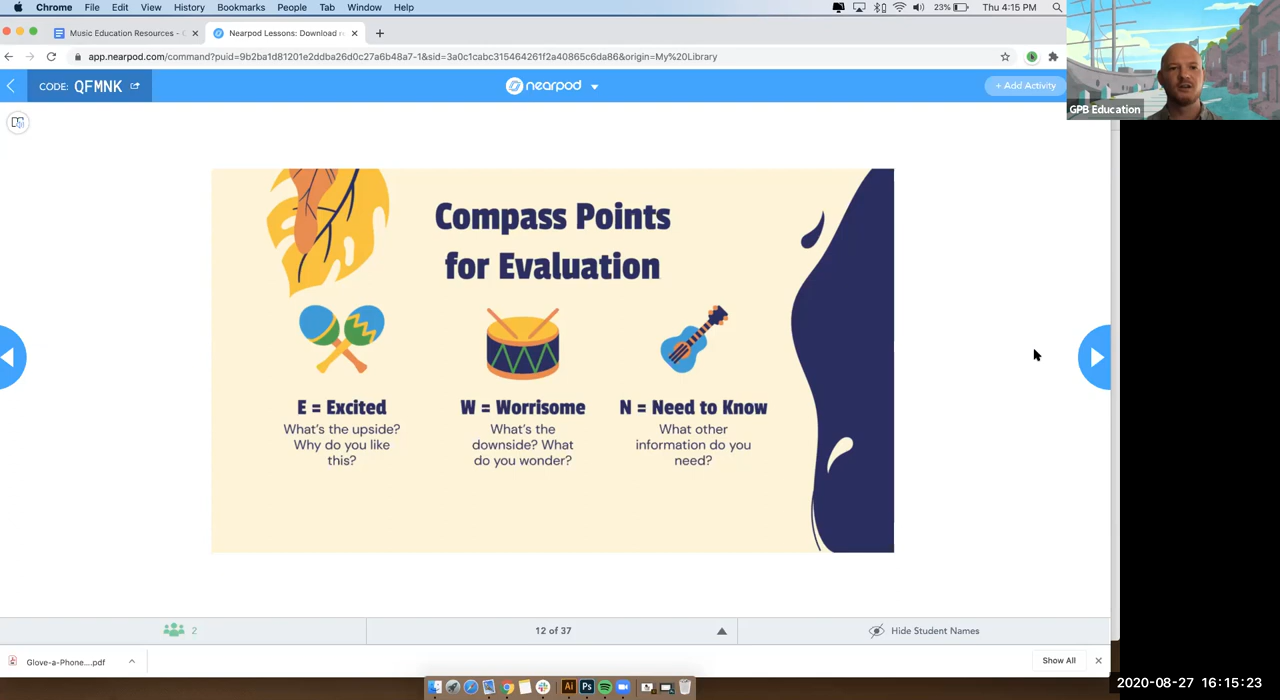 Chrome File Edit View History Bookmarks People Tab Window Help
23% Thu 4:15 PM
Music Education Resources -
Nearpod Lessons: Download
app.nearpod.com/command?puid=9b2ba1d81201e2ddba26d0c27a6b48a7-1&sid=3a0c1cabc315464261f2a40865c6da86&origin=My%20Library
GPB Education
CODE: QFMNK
nearpod
+ Add Activity
Compass Points
for Evaluation
E = Excited
What's the upside?
Why do you like
this?
W = Worrisome
What's the
downside? What
do you wonder?
N = Need to Know
What other
information do you
need?
2
12 of 37
Hide Student Names
Glove-a-Phone....pdf
Show All
Ai Ps
2020-08-27 16:15:23